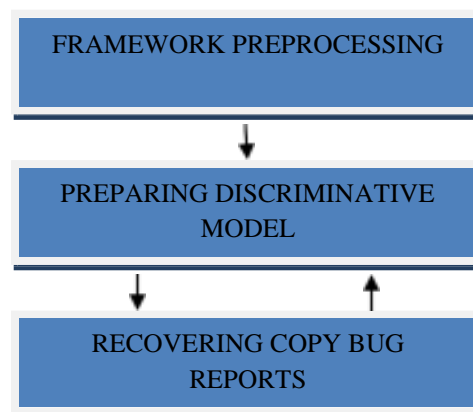 FRAMEWORK PREPROCESSING
PREPARING DISCRIMINATIVE
MODEL
RECOVERING COPY BUG
REPORTS